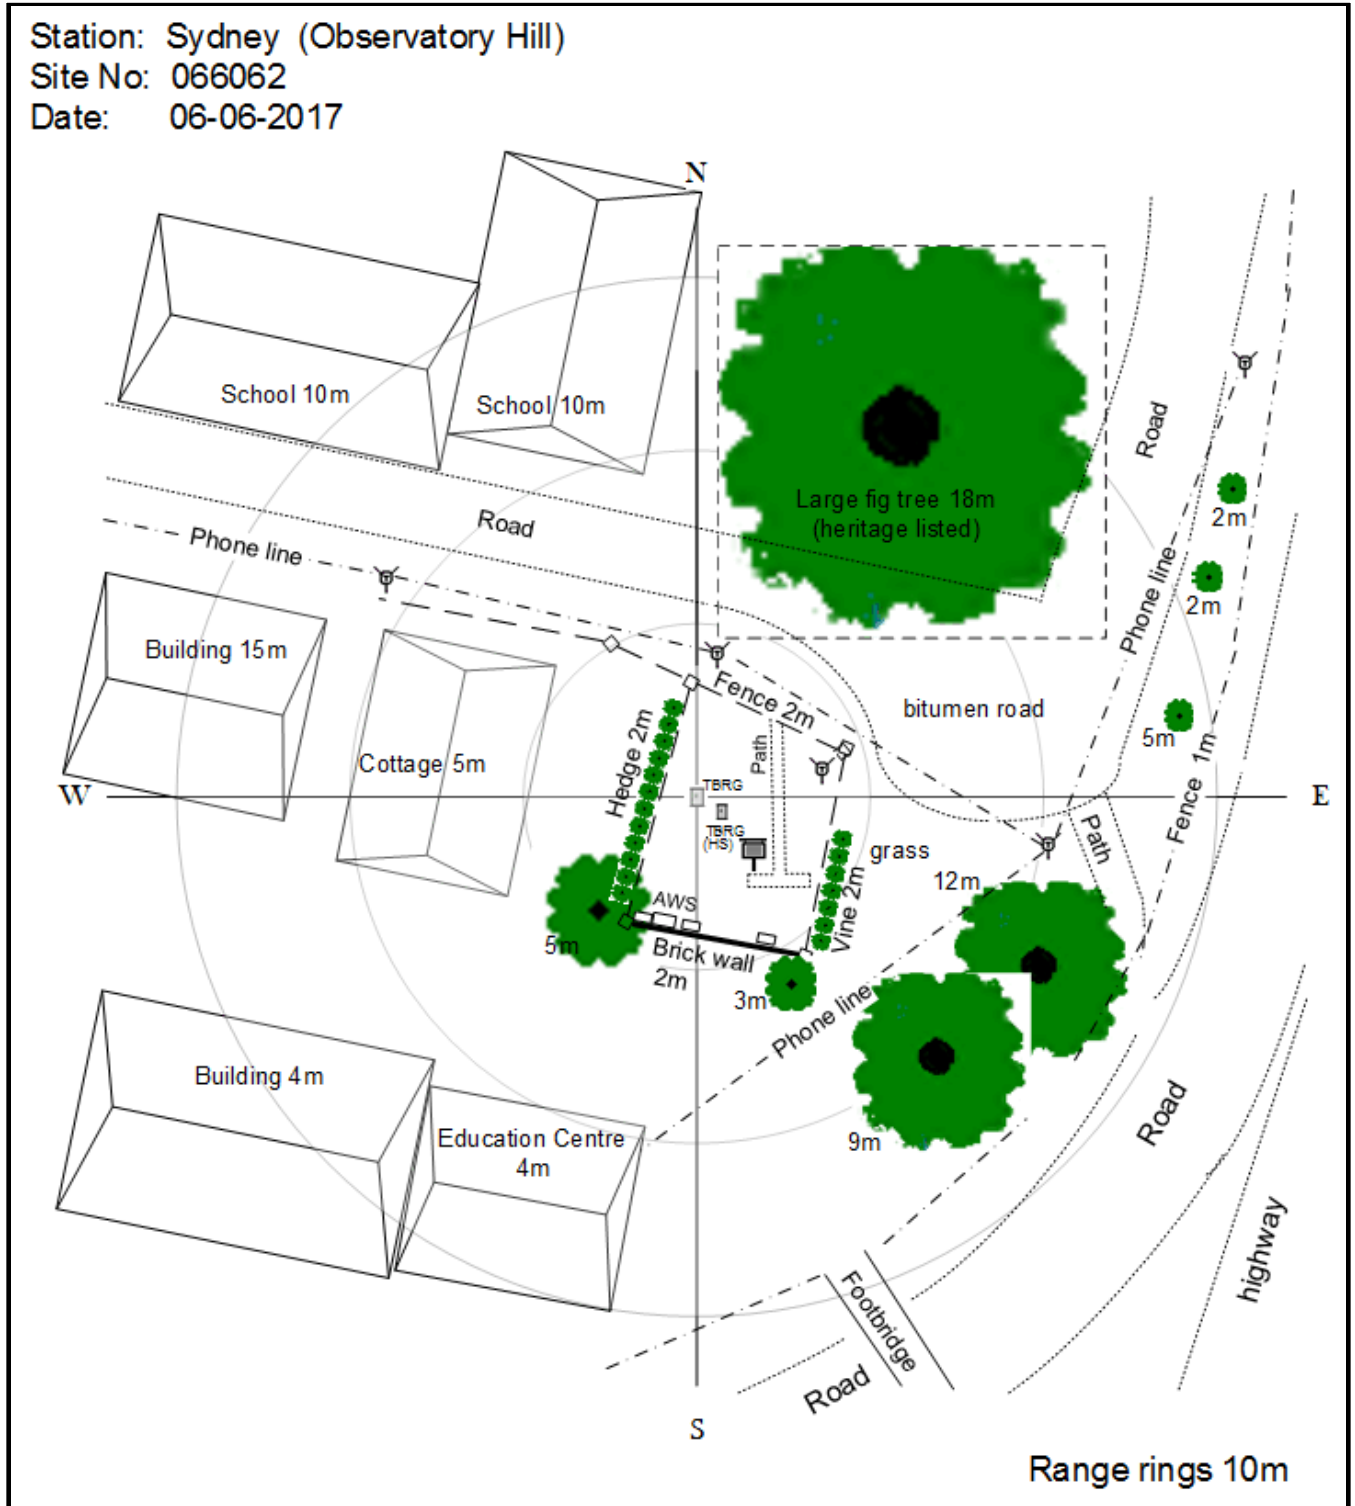 Station: Sydney (Observatory Hill)
Site No: 066062
Date: 06-06-2017
N
School 10m
School 10m
Road
Large fig tree 18m
(heritage listed)
Road
2m
Phone line
Building 15m
2m
Phone line
Fence 2m
Hedge 2m
bitumen road
Path
5m
Cottage 5m
Fence 1m
W
TBRG
E
TBRG
(HS)
Path
grass
12m
AWS
Vine 2m
5m
Brick wall
2m
3m
Phone line
Building 4m
Education Centre
4m
9m
Road
highway
Footbridge
Road
S
Range rings 10m